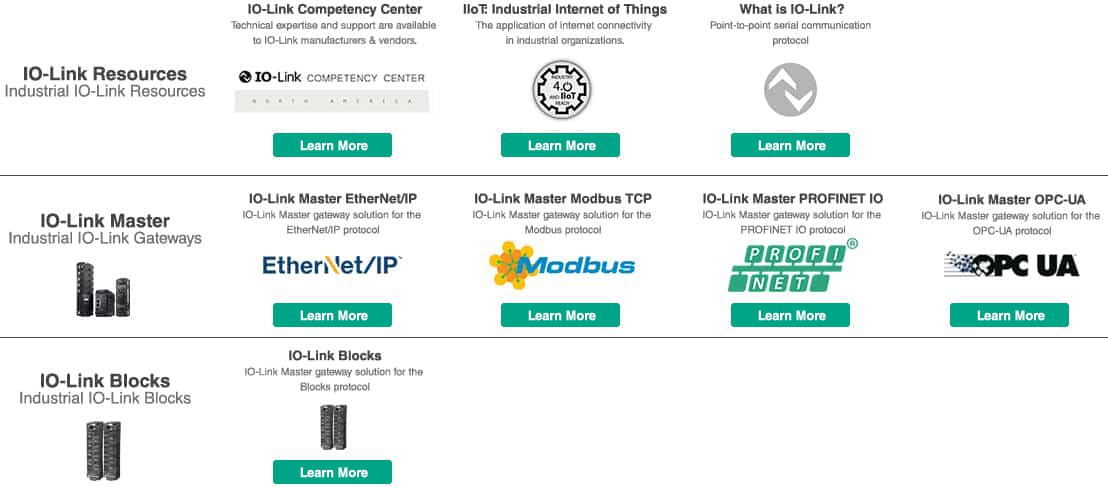 IO-Link Resources
Industrial IO-Link Resources
IO-Link Competency Center
Technical expertise and support are available
to IO-Link manufacturers & vendors.
IO-Link COMPETENCY CENTER
NORTH AMERICA
Learn More
IIoT: Industrial Internet of Things
The application of internet connectivity
in industrial organizations.
INDUSTRY
4.0
AND IIoT
READY
Learn More
What is IO-Link?
Point-to-point serial communication
protocol
Learn More
IO-Link Master
Industrial IO-Link Gateways
IO-Link Master EtherNet/IP
IO-Link Master gateway solution for the
EtherNet/IP protocol
EtherNet/IP™
Learn More
IO-Link Master Modbus TCP
IO-Link Master gateway solution for the
Modbus protocol
Modbus
Learn More
IO-Link Master PROFINET IO
IO-Link Master gateway solution for the
PROFINET IO protocol
PROFI®
NET
Learn More
IO-Link Master OPC-UA
IO-Link Master gateway solution for the
OPC-UA protocol
OPC UA
Learn More
IO-Link Blocks
Industrial IO-Link Blocks
IO-Link Blocks
IO-Link Master gateway solution for the
Blocks protocol
Learn More